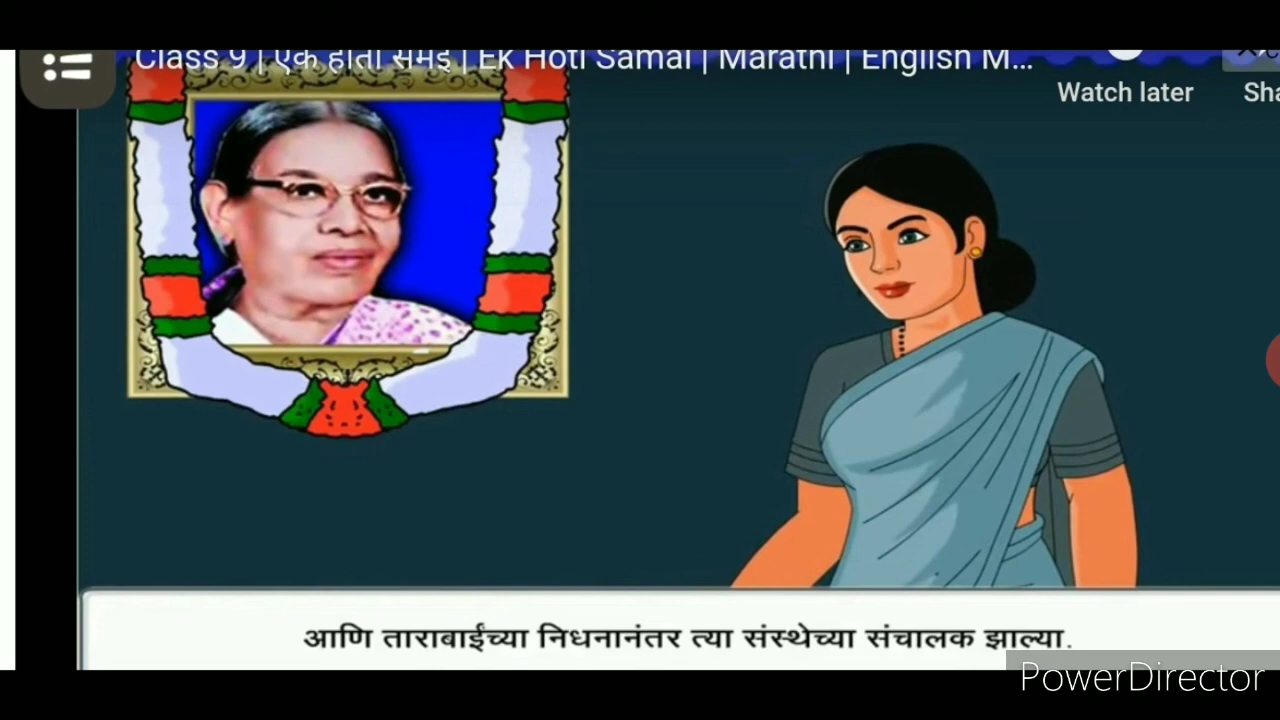 Class 9 | एक होती समई | Ek Hoti Samai | Marathi | English M...
Watch later
आणि ताराबाईंच्या निधनानंतर त्या संस्थेच्या संचालक झाल्या.
PowerDirector